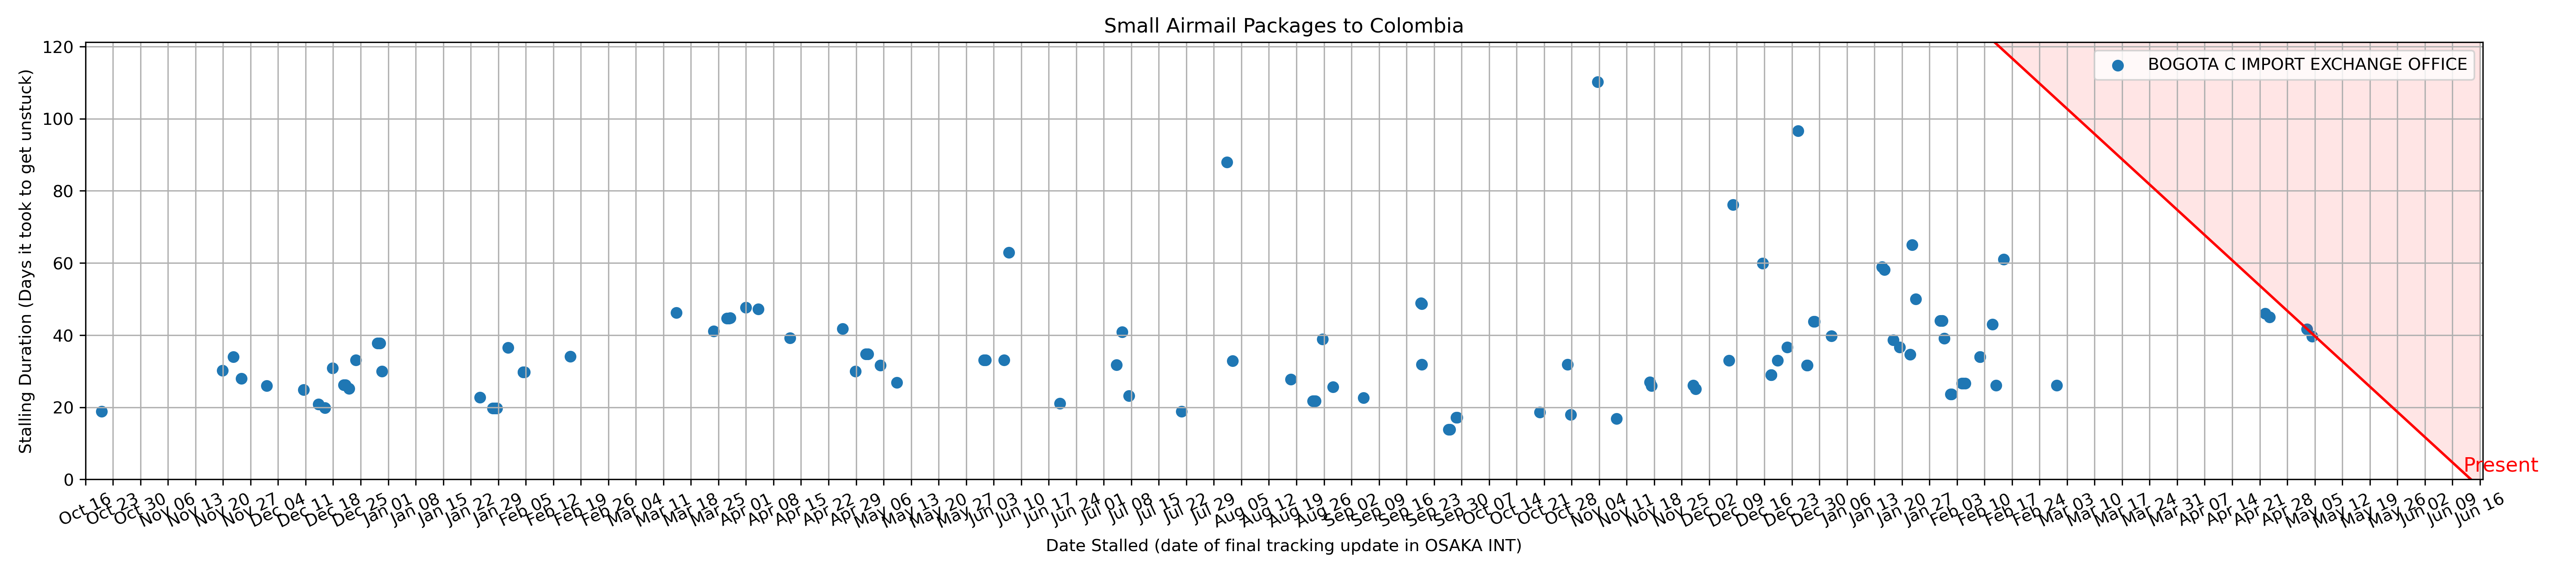 Small Airmail Packages to Colombia
BOGOTA C IMPORT EXCHANGE OFFICE
Stalling Duration (Days it took to get unstuck)
120
100
80
60
40
20
0
Present
Oct 16
Oct 23
Oct 30
Nov 06
Nov 13
Nov 20
Nov 27
Dec 04
Dec 11
Dec 18
Dec 25
Jan 01
Jan 08
Jan 15
Jan 22
Jan 29
Feb 05
Feb 12
Feb 19
Feb 26
Mar 04
Mar 11
Mar 18
Mar 25
Apr 01
Apr 08
Apr 15
Apr 22
Apr 29
May 06
May 13
May 20
May 27
Jun 03
Jun 10
Jun 17
Jun 24
Jul 01
Jul 08
Jul 15
Jul 22
Jul 29
Aug 05
Aug 12
Aug 19
Aug 26
Sep 02
Sep 09
Sep 16
Sep 23
Sep 30
Oct 07
Oct 14
Oct 21
Oct 28
Nov 04
Nov 11
Nov 18
Nov 25
Dec 02
Dec 09
Dec 16
Dec 23
Dec 30
Jan 06
Jan 13
Jan 20
Jan 27
Feb 03
Feb 10
Feb 17
Feb 24
Mar 03
Mar 10
Mar 17
Mar 24
Mar 31
Apr 07
Apr 14
Apr 21
Apr 28
May 05
May 12
May 19
May 26
Jun 02
Jun 09
Jun 16
Date Stalled (date of final tracking update in OSAKA INT)